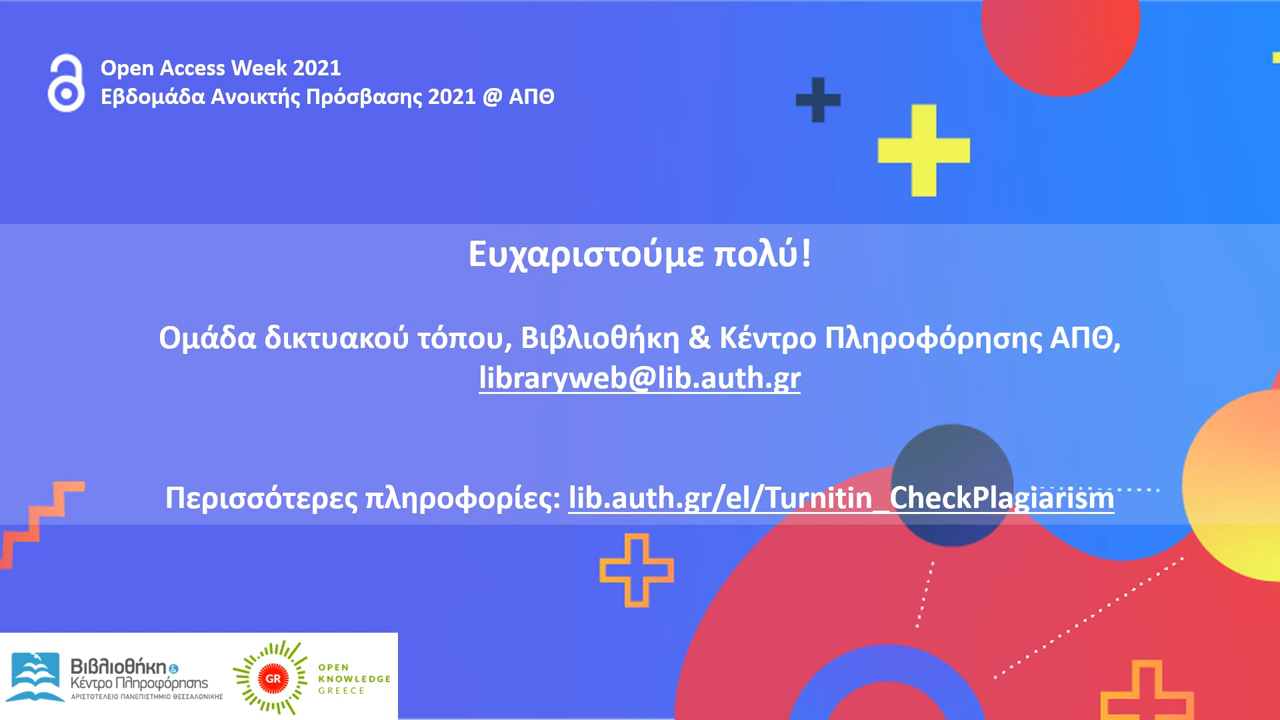 Open Access Week 2021
Εβδομάδα Ανοικτής Πρόσβασης 2021 @ ΑΠΘ
Ευχαριστούμε πολύ!
Ομάδα δικτυακού τόπου, Βιβλιοθήκη & Κέντρο Πληροφόρησης ΑΠΘ,
libraryweb@lib.auth.gr
Περισσότερες πληροφορίες: lib.auth.gr/el/Turnitin_CheckPlagiarism
Βιβλιοθήκη &
Κέντρο Πληροφόρησης
ΑΡΙΣΤΟΤΕΛΕΙΟ ΠΑΝΕΠΙΣΤΗΜΙΟ ΘΕΣΣΑΛΟΝΙΚΗΣ
GR
OPEN
KNOWLEDGE
GREECE